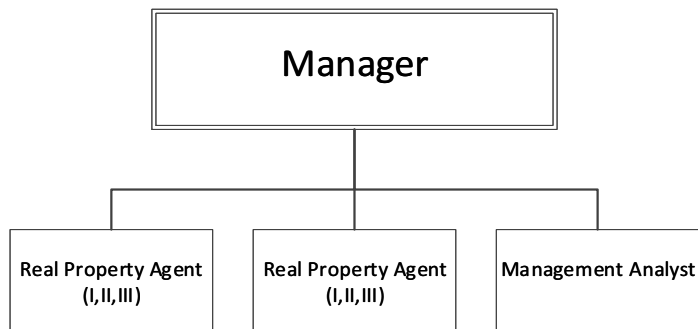 Manager
Real Property Agent
(I,II,III)
Real Property Agent
(I,II,III)
Management Analyst